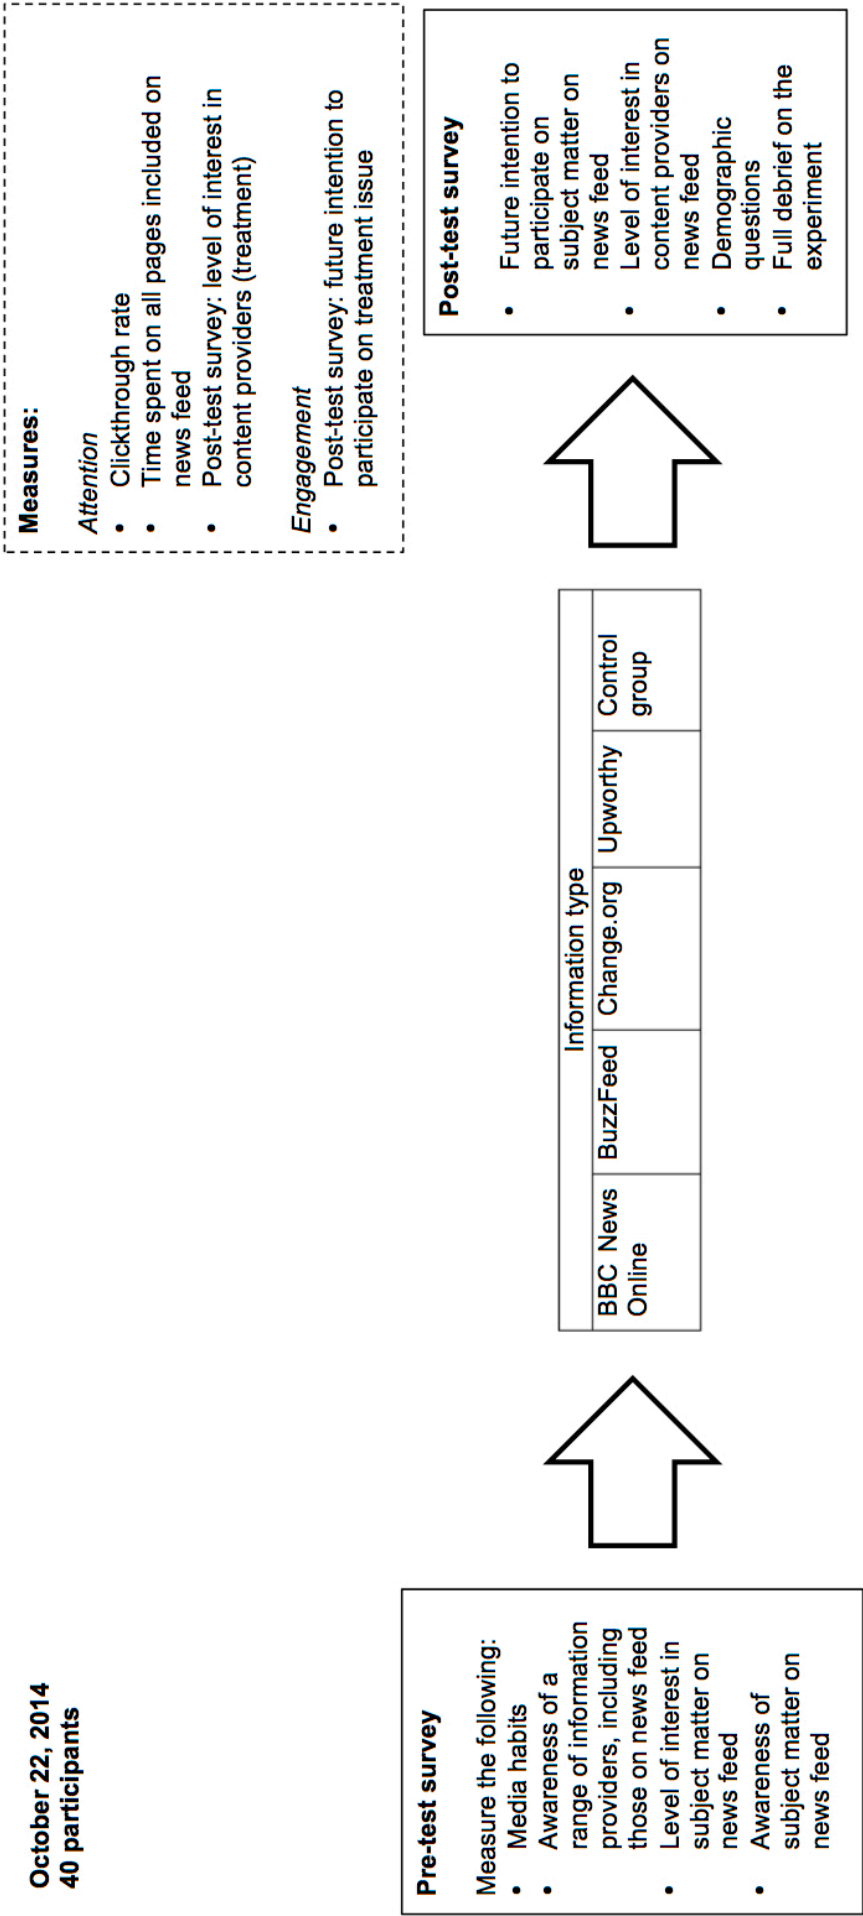 October 22, 2014
40 participants
Measures:
Attention
• Clickthrough rate
• Time spent on all pages included on
news feed
• Post-test survey: level of interest in
content providers (treatment)
Engagement
• Post-test survey: future intention to
participate on treatment issue
Pre-test survey
Measure the following:
• Media habits
• Awareness of a
range of information
providers, including
those on news feed
• Level of interest in
subject matter on
news feed
• Awareness of
subject matter on
news feed
Information type
BBC News
Online
BuzzFeed
Change.org
Upworthy
Control
group
Post-test survey
• Future intention to
participate on
subject matter on
news feed
• Level of interest in
content providers on
news feed
• Demographic
questions
• Full debrief on the
experiment